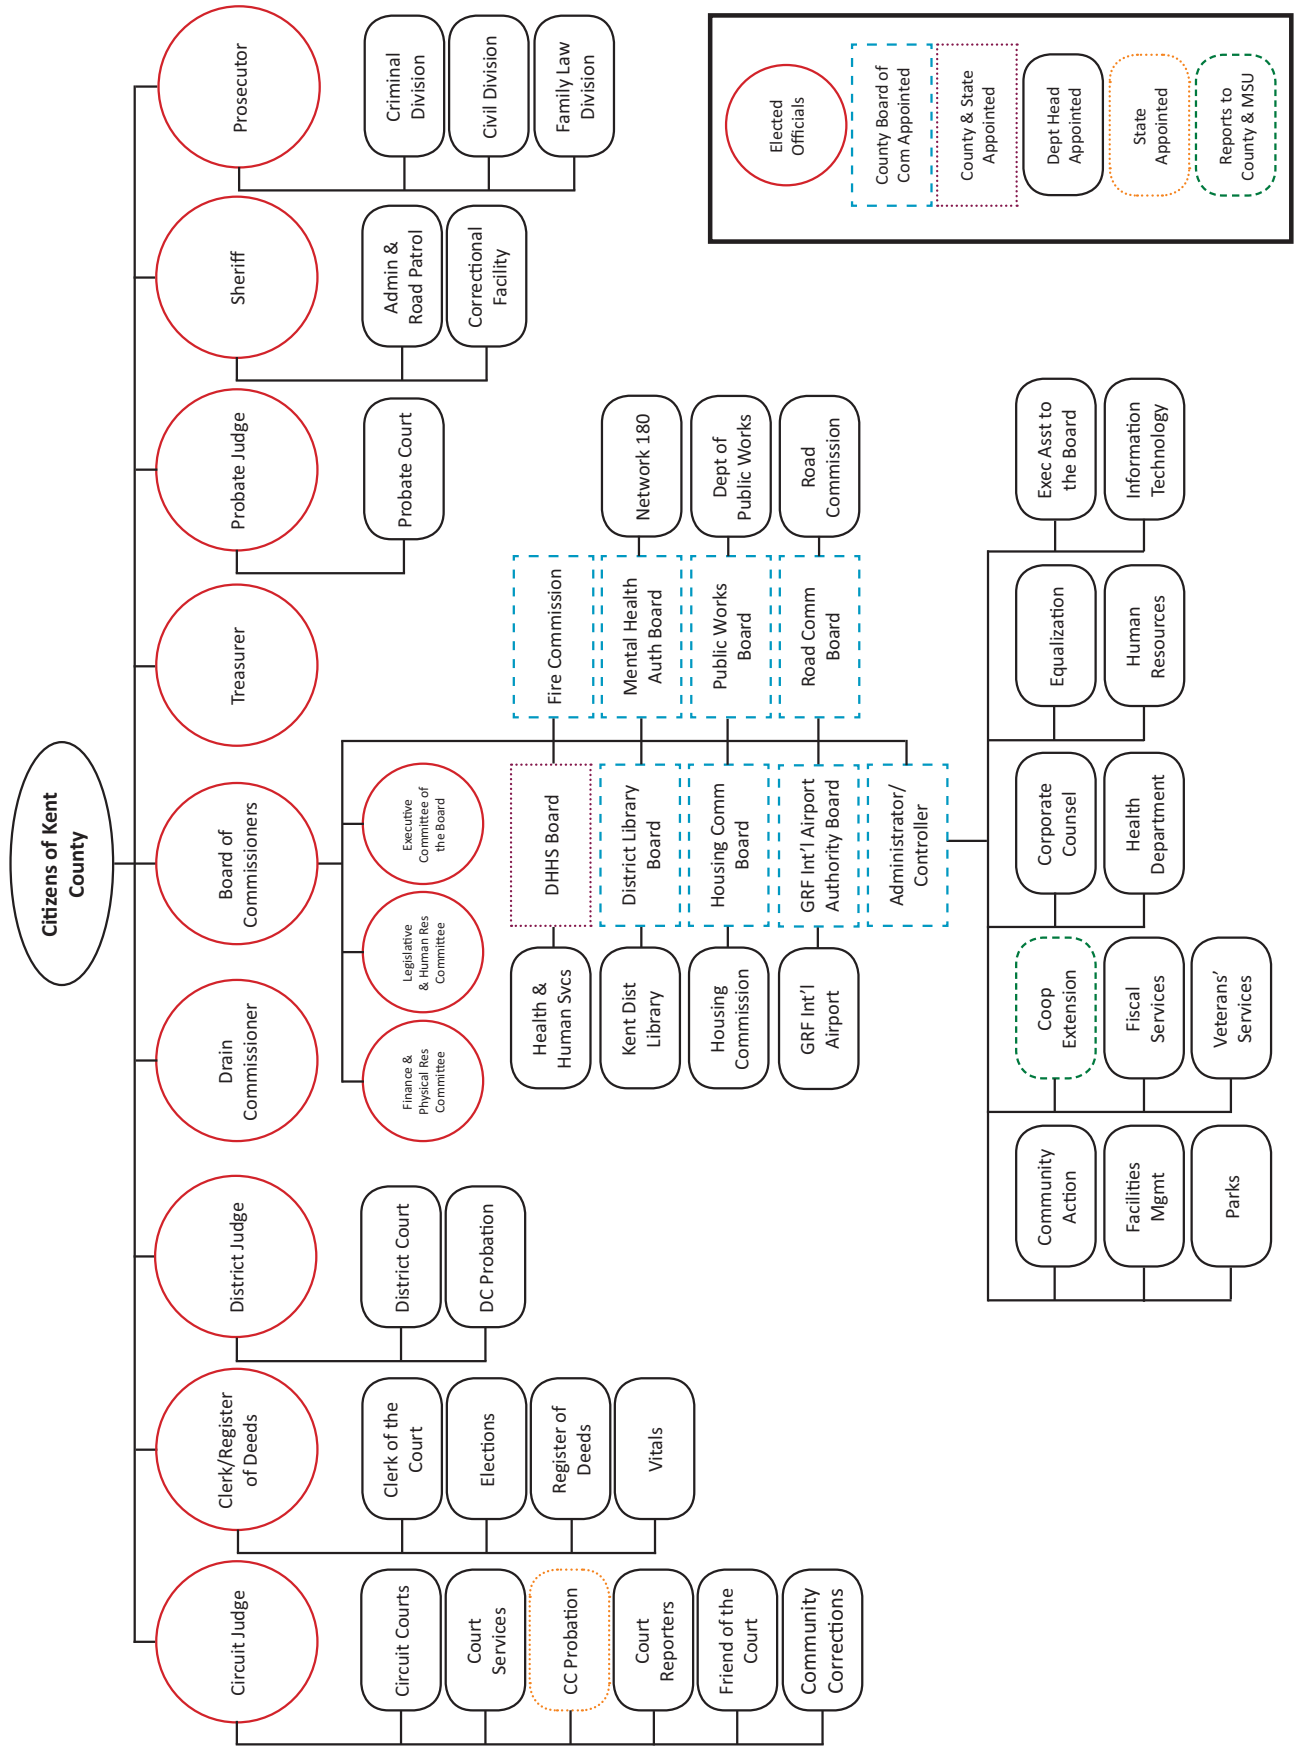 Citizens of Kent
County
Circuit Judge
Clerk/Register
of Deeds
District Judge
Drain
Commissioner
Board of
Commissioners
Treasurer
Probate Judge
Sheriff
Prosecutor
Circuit Courts
Court
Services
CC Probation
Court
Reporters
Friend of the
Court
Community
Corrections
Clerk of the
Court
Elections
Register of
Deeds
Vitals
District Court
DC Probation
Finance &
Physical Res
Committee
Legislative
& Human Res
Committee
Executive
Committee of
the Board
Probate Court
Admin &
Road Patrol
Correctional
Facility
Criminal
Division
Civil Division
Family Law
Division
Health &
Human Svcs
DHHS Board
Fire Commission
Kent Dist
Library
District Library
Board
Mental Health
Auth Board
Network 180
Housing
Commission
Housing Comm
Board
Public Works
Board
Dept of
Public Works
GRF Int'l
Airport
GRF Int'l Airport
Authority Board
Road Comm
Board
Road
Commission
Administrator/
Controller
Community
Action
Coop
Extension
Corporate
Counsel
Equalization
Exec Asst to
the Board
Facilities
Mgmt
Fiscal
Services
Health
Department
Human
Resources
Information
Technology
Parks
Veterans'
Services
Elected
Officials
County Board of
Com Appointed
County & State
Appointed
Dept Head
Appointed
State
Appointed
Reports to
County & MSU